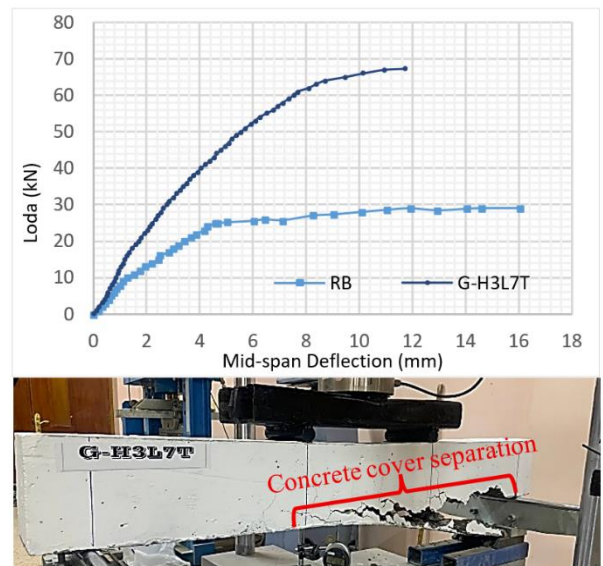 80
70
60
50
40
30
20
10
0
Loda (kN)
RB
G-H3L7T
0 2 4 6 8 10 12 14 16 18
Mid-span Deflection (mm)
G-H3L7T
Concrete cover separation